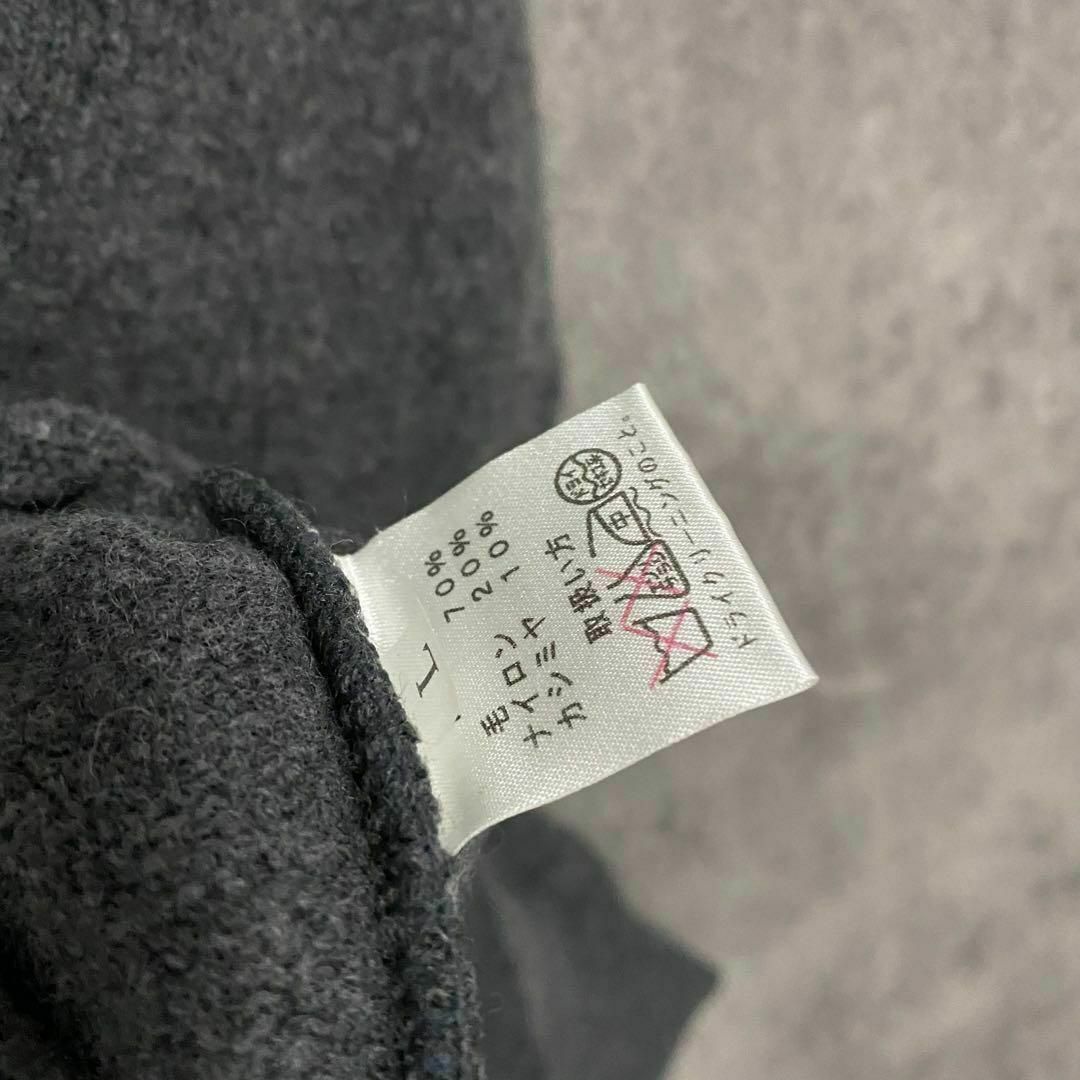 L
毛 70%
ナイロン 20%
カシミヤ 10%
取扱い方
中
ドライクリーニングのこと。